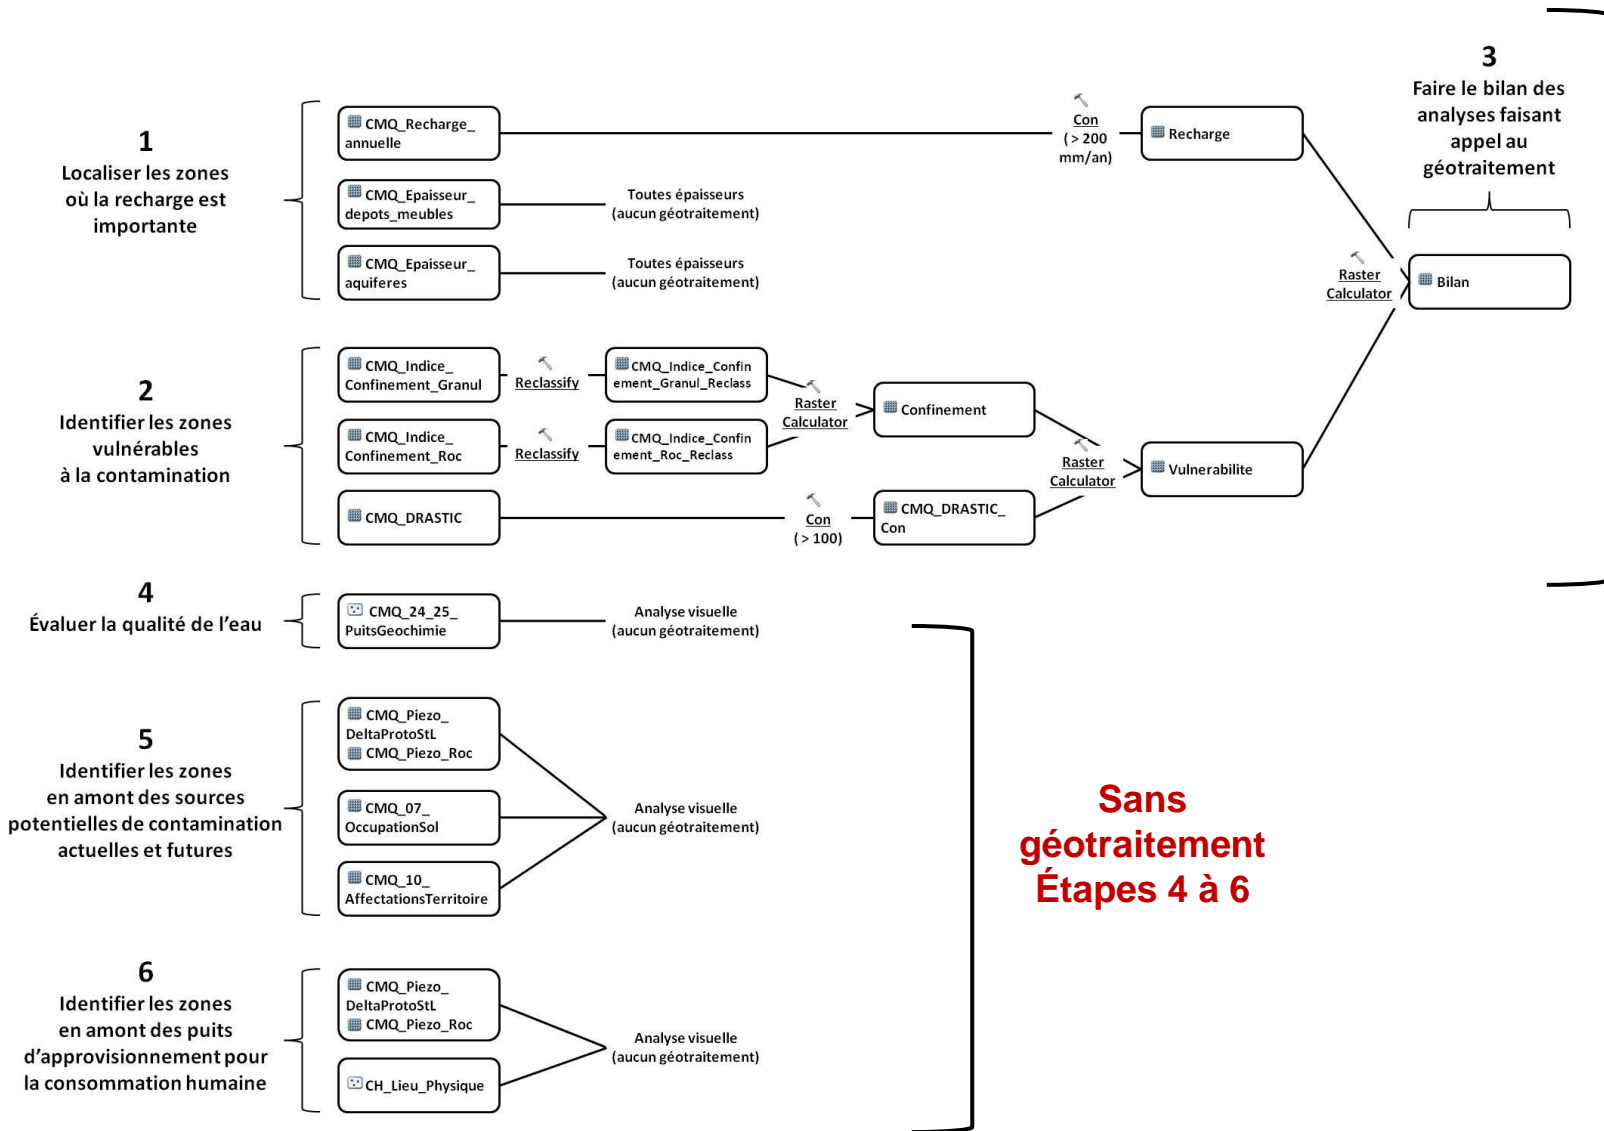 1
Localiser les zones
où la recharge est
importante
CMQ_Recharge_
annuelle
Con
( > 200
mm/an)
Recharge
CMQ_Epaisseur_
depots_meubles
Toutes épaisseurs
(aucun géotraitement)
CMQ_Epaisseur_
aquiferes
Toutes épaisseurs
(aucun géotraitement)
3
Faire le bilan des
analyses faisant
appel au
géotraitement
Raster
Calculator
Bilan
2
Identifier les zones
vulnérables
à la contamination
CMQ_Indice_
Confinement_Granul
Reclassify
CMQ_Indice_Confin
ement_Granul_Reclass
CMQ_Indice_
Confinement_Roc
Reclassify
CMQ_Indice_Confin
ement_Roc_Reclass
Raster
Calculator
Confinement
CMQ_DRASTIC
Con
( > 100)
CMQ_DRASTIC_
Con
Raster
Calculator
Vulnerabilite
4
Évaluer la qualité de l’eau
CMQ_24_25_
PuitsGeochimie
Analyse visuelle
(aucun géotraitement)
5
Identifier les zones
en amont des sources
potentielles de contamination
actuelles et futures
CMQ_Piezo_
DeltaProtoStL
CMQ_Piezo_Roc
CMQ_07_
OccupationSol
CMQ_10_
AffectationsTerritoire
Analyse visuelle
(aucun géotraitement)
6
Identifier les zones
en amont des puits
d’approvisionnement pour
la consommation humaine
CMQ_Piezo_
DeltaProtoStL
CMQ_Piezo_Roc
CH_Lieu_Physique
Analyse visuelle
(aucun géotraitement)
Sans
géotraitement
Étapes 4 à 6